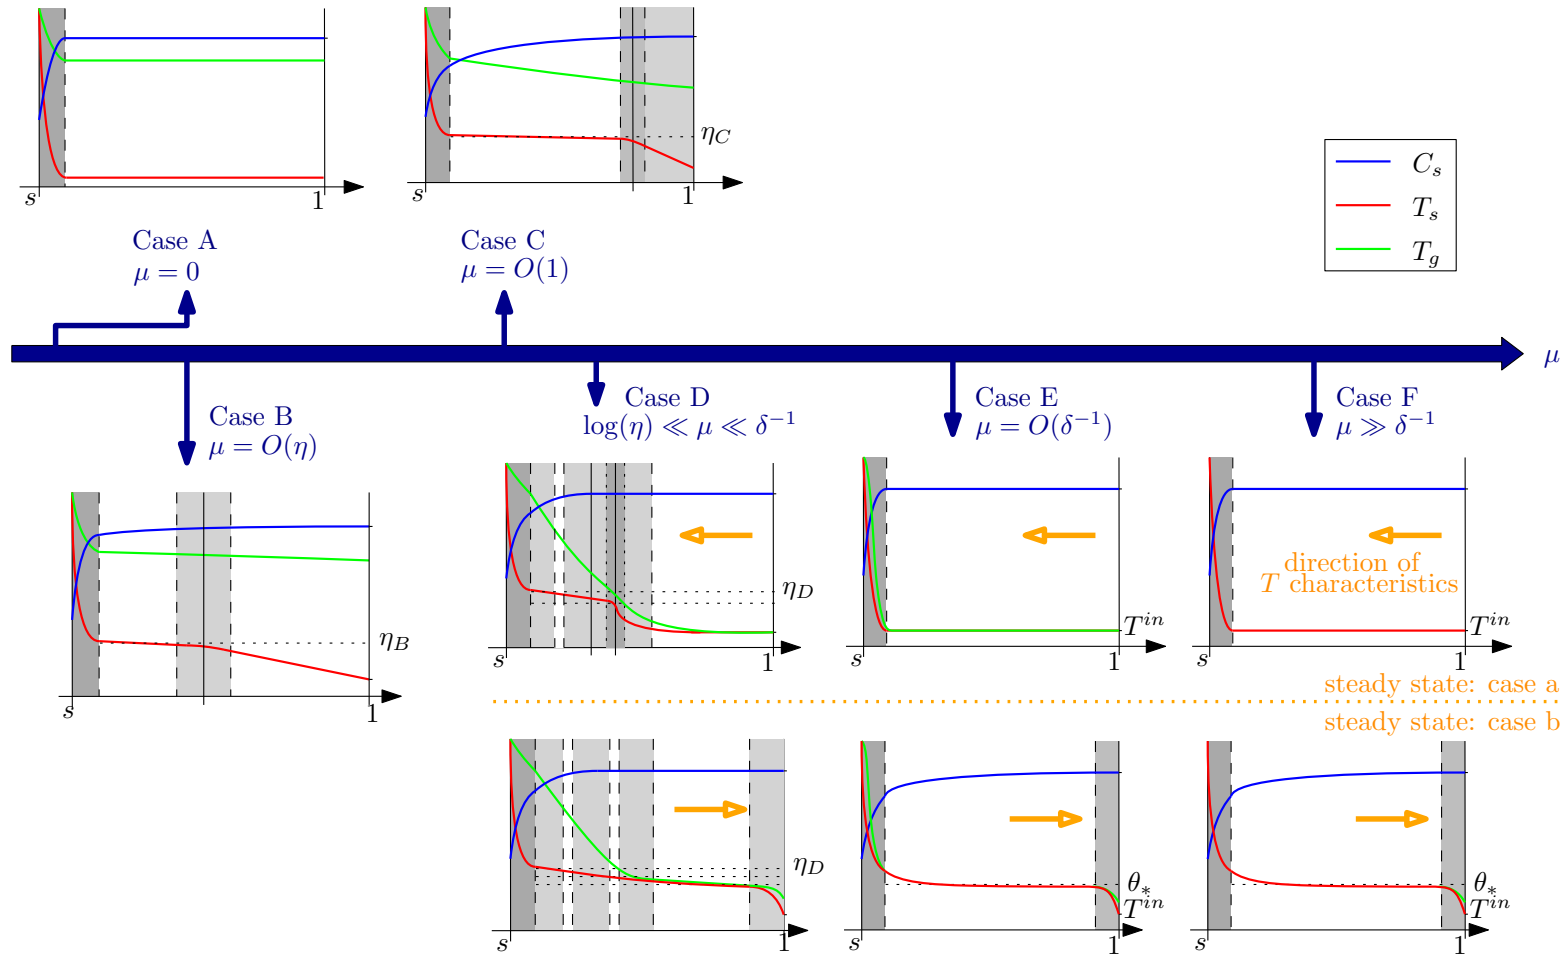 s
1
η_C
s
1
C_s
T_s
T_g
Case A
μ = 0
Case C
μ = O(1)
μ
Case B
μ = O(η)
Case D
log(η) ≪ μ ≪ δ⁻¹
Case E
μ = O(δ⁻¹)
Case F
μ ≫ δ⁻¹
η_B
s
1
η_D
s
1
T^{in}
s
1
direction of
T characteristics
T^{in}
s
1
steady state: case a
steady state: case b
η_D
s
1
θ_*
T^{in}
s
1
θ_*
T^{in}
s
1